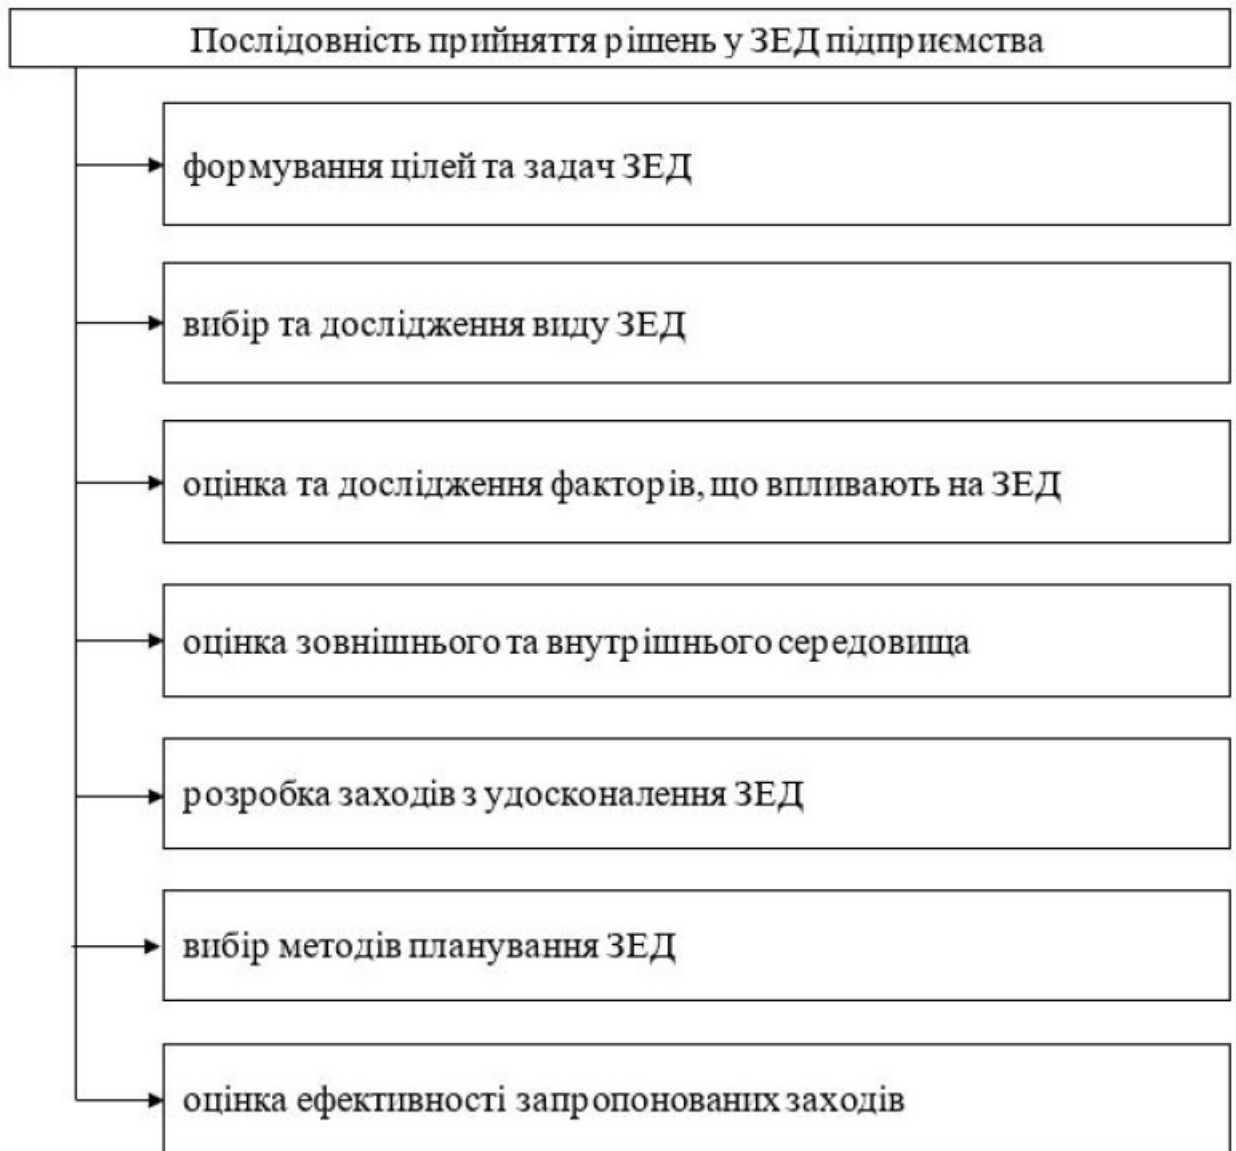 Послідовність прийняття рішень у ЗЕД підприємства
формування цілей та задач ЗЕД
вибір та дослідження виду ЗЕД
оцінка та дослідження факторів, що впливають на ЗЕД
оцінка зовнішнього та внутрішнього середовища
розробка заходів з удосконалення ЗЕД
вибір методів планування ЗЕД
оцінка ефективності запропонованих заходів